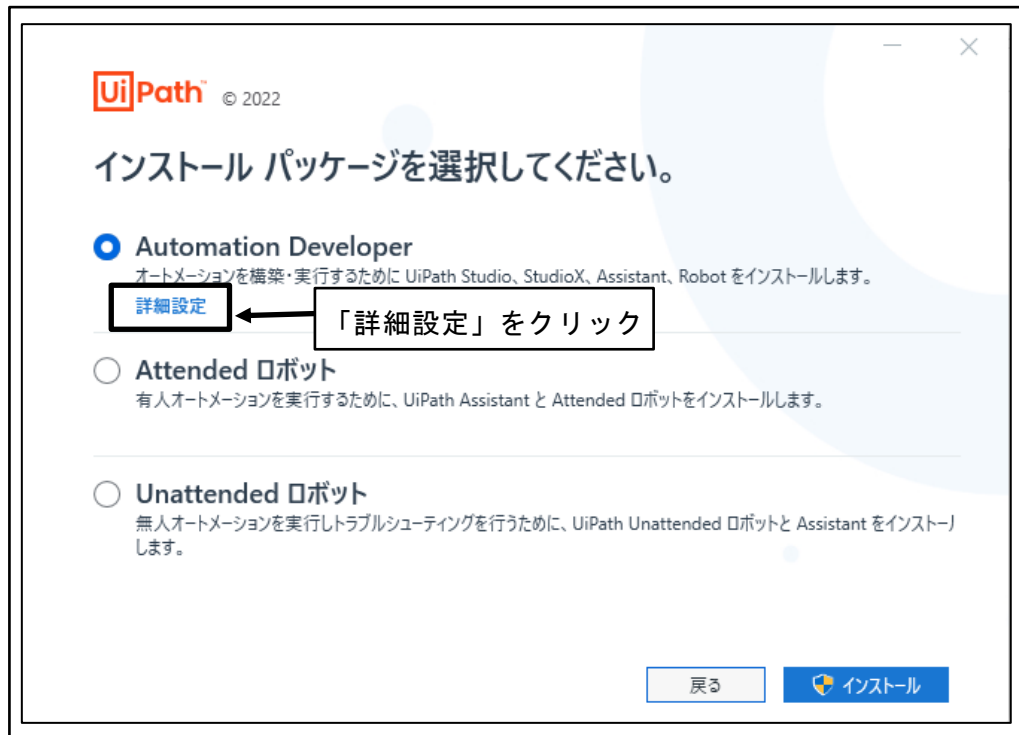 UiPath™ © 2022
インストール パッケージを選択してください。
Automation Developer
オートメーションを構築・実行するために UiPath Studio、StudioX、Assistant、Robot をインストールします。
詳細設定
「詳細設定」をクリック
Attended ロボット
有人オートメーションを実行するために、UiPath Assistant と Attended ロボットをインストールします。
Unattended ロボット
無人オートメーションを実行しトラブルシューティングを行うために、UiPath Unattended ロボットと Assistant をインストー
します。
戻る
インストール